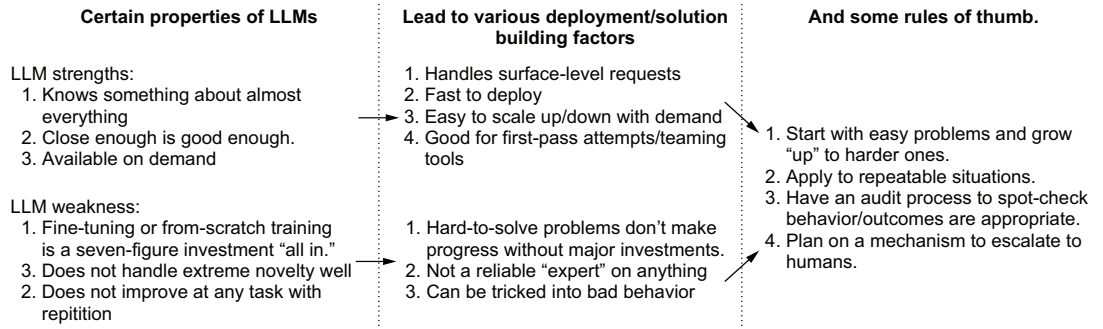 Certain properties of LLMs
LLM strengths:
1. Knows something about almost
everything
2. Close enough is good enough.
3. Available on demand
LLM weakness:
1. Fine-tuning or from-scratch training
is a seven-figure investment “all in.”
3. Does not handle extreme novelty well
2. Does not improve at any task with
repitition
Lead to various deployment/solution
building factors
1. Handles surface-level requests
2. Fast to deploy
3. Easy to scale up/down with demand
4. Good for first-pass attempts/teaming
tools
1. Hard-to-solve problems don’t make
progress without major investments.
2. Not a reliable “expert” on anything
3. Can be tricked into bad behavior
And some rules of thumb.
1. Start with easy problems and grow
“up” to harder ones.
2. Apply to repeatable situations.
3. Have an audit process to spot-check
behavior/outcomes are appropriate.
4. Plan on a mechanism to escalate to
humans.